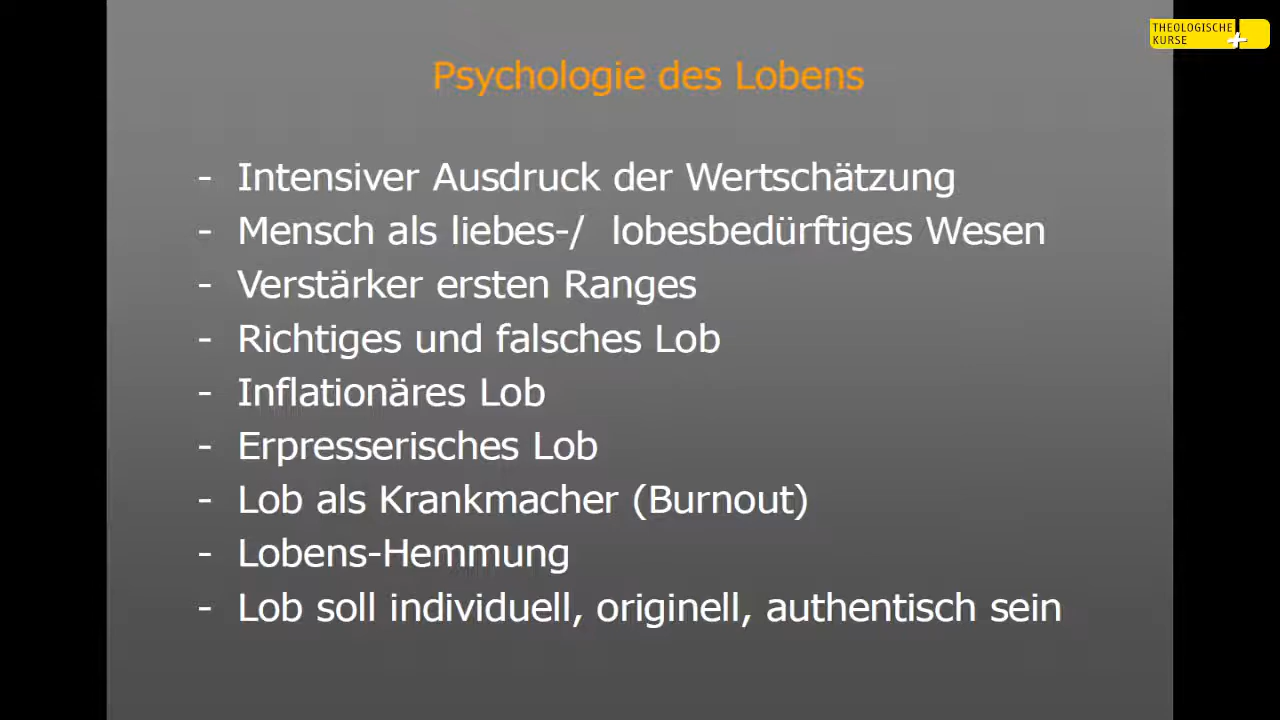 THEOLOGISCHE
KURSE
Psychologie des Lobens
- Intensiver Ausdruck der Wertschätzung
- Mensch als liebes-/ lobesbedürftiges Wesen
- Verstärker ersten Ranges
- Richtiges und falsches Lob
- Inflationäres Lob
- Erpresserisches Lob
- Lob als Krankmacher (Burnout)
- Lobens-Hemmung
- Lob soll individuell, originell, authentisch sein